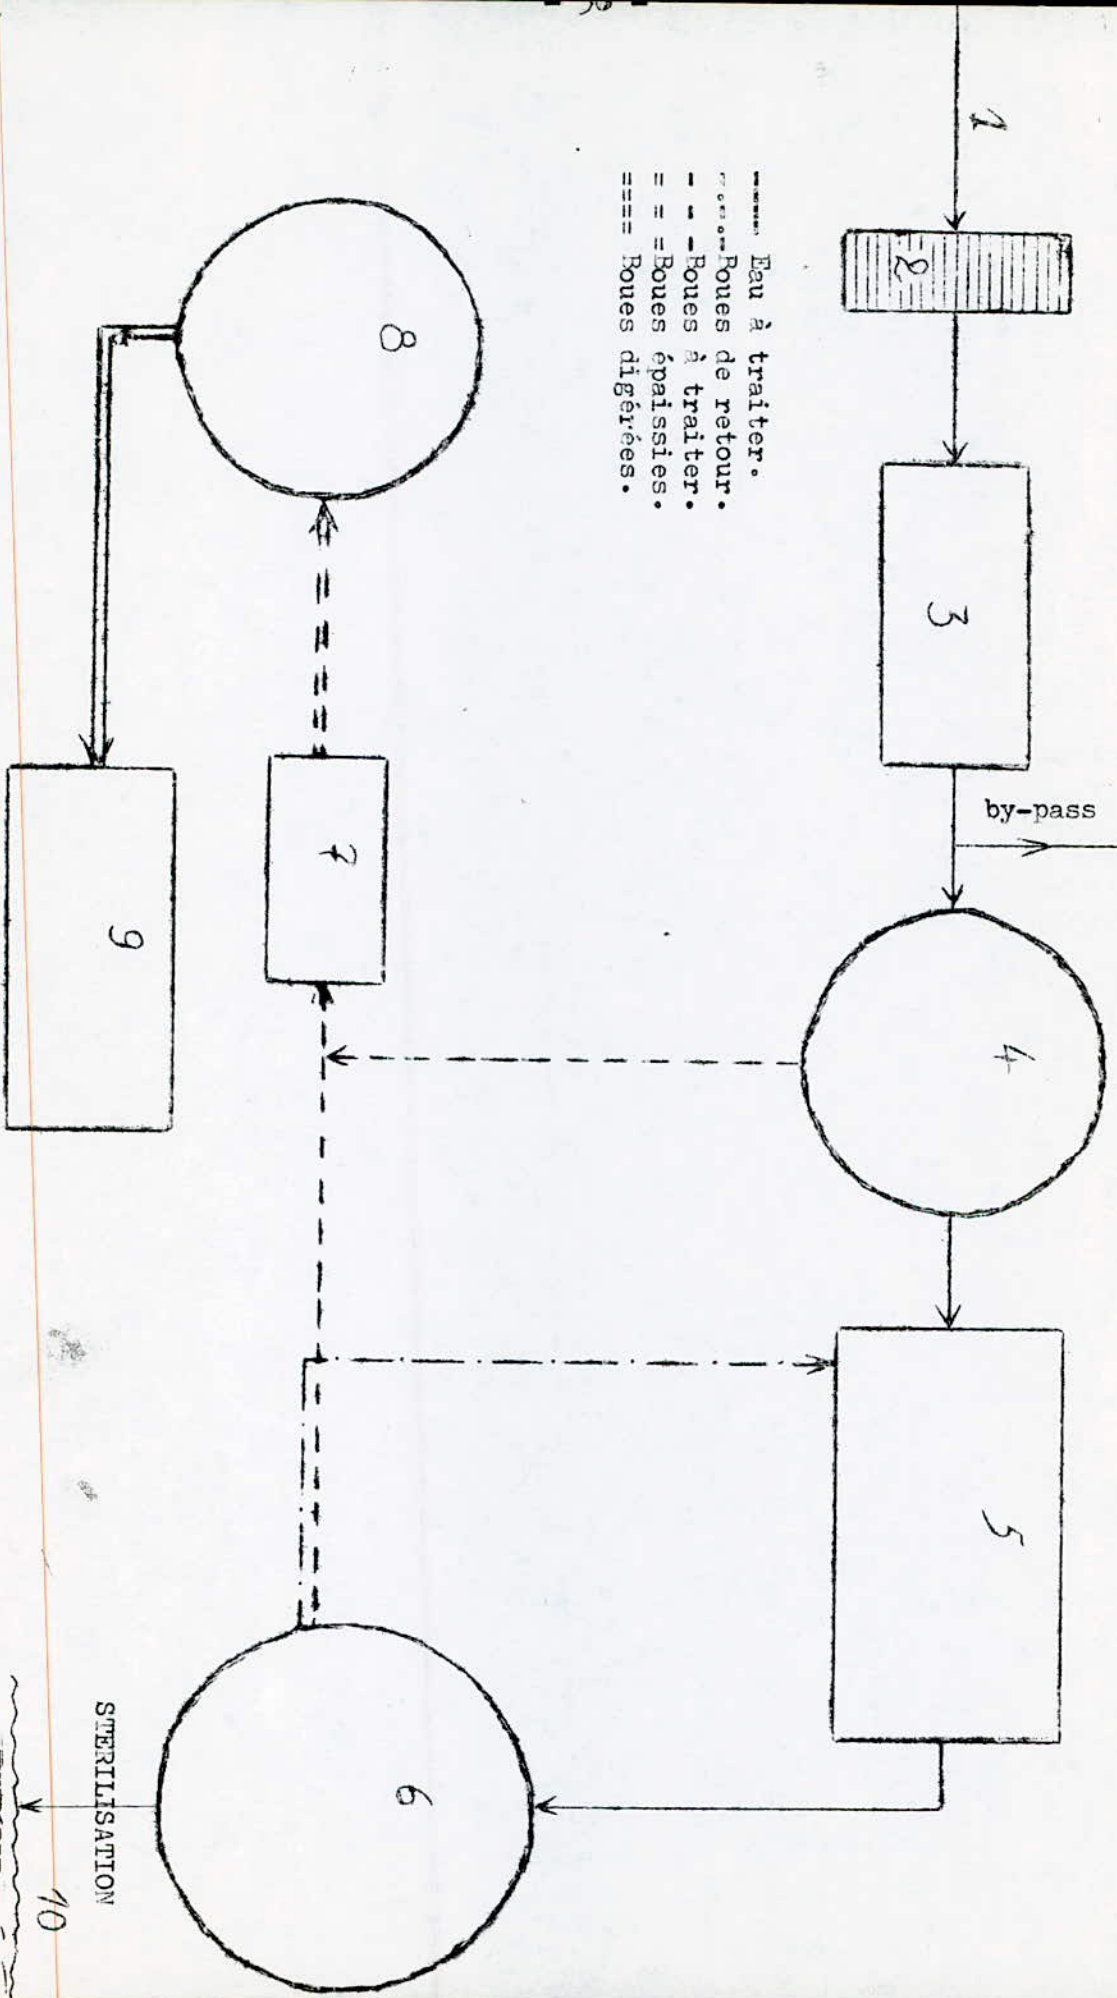 1
2
3
by-pass
4
5
---- Eau à traiter.
-.-.-Boues de retour.
- - -Boues à traiter.
= = =Boues épaissies.
==== Boues digérées.
8
7
6
9
STERILISATION
10